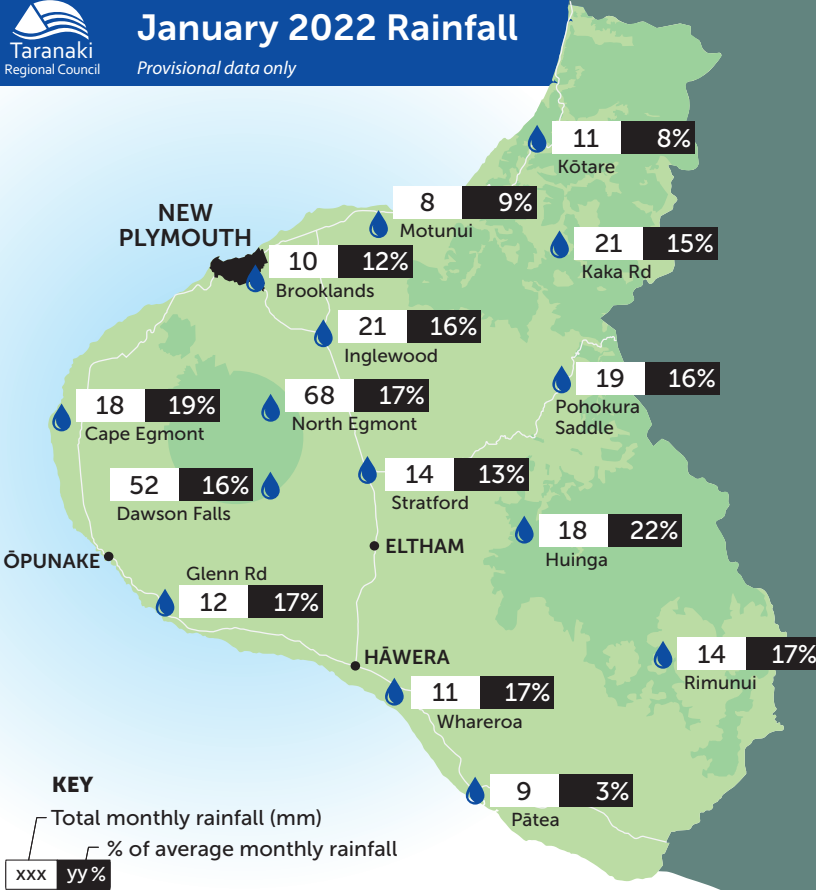 Taranaki
Regional Council
January 2022 Rainfall
Provisional data only
11 8%
Kōtare
8 9%
Motunui
NEW
PLYMOUTH
21 15%
Kaka Rd
10 12%
Brooklands
21 16%
Inglewood
19 16%
Pohokura
Saddle
68 17%
North Egmont
18 19%
Cape Egmont
14 13%
Stratford
52 16%
Dawson Falls
18 22%
Huinga
ELTHAM
ŌPUNAKE
Glenn Rd
12 17%
14 17%
Rimunui
HĀWERA
11 17%
Whareroa
9 3%
Pātea
KEY
Total monthly rainfall (mm)
% of average monthly rainfall
xxx yy%